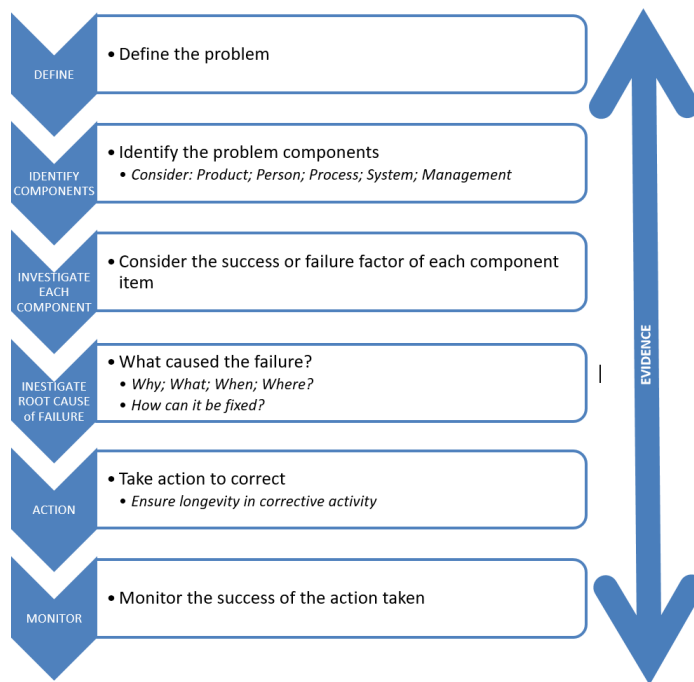 DEFINE
• Define the problem
IDENTIFY
COMPONENTS
• Identify the problem components
• Consider: Product; Person; Process; System; Management
INVESTIGATE
EACH
COMPONENT
• Consider the success or failure factor of each component
item
INESTIGATE
ROOT CAUSE
of FAILURE
• What caused the failure?
• Why; What; When; Where?
• How can it be fixed?
ACTION
• Take action to correct
• Ensure longevity in corrective activity
MONITOR
• Monitor the success of the action taken
EVIDENCE